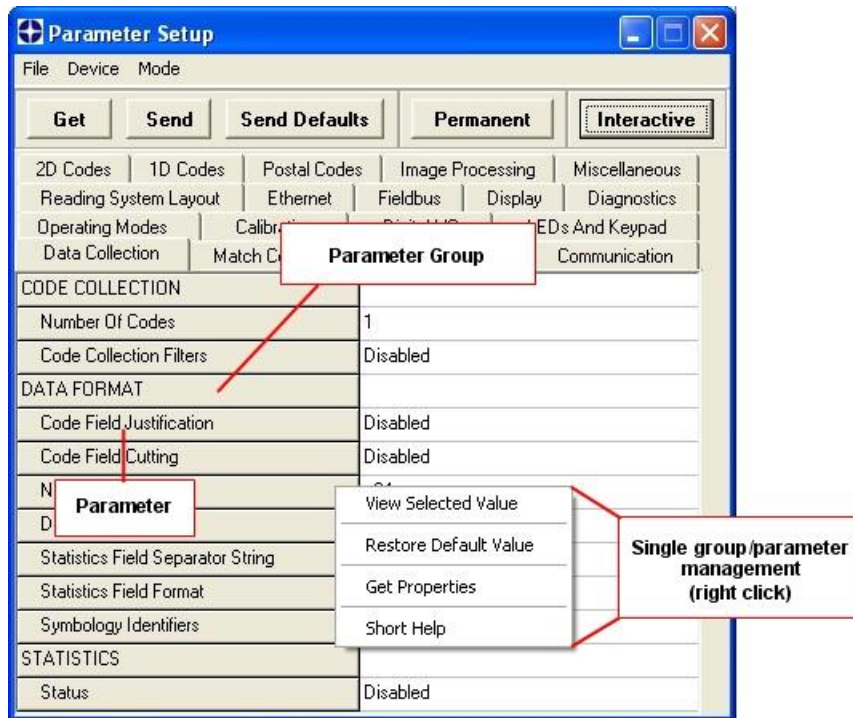 Parameter Setup
File Device Mode
Get Send Send Defaults Permanent Interactive
2D Codes 1D Codes Postal Codes Image Processing Miscellaneous
Reading System Layout Ethernet Fieldbus Display Diagnostics
Operating Modes And Keypad
Data Collection Match Communication
Parameter Group
CODE COLLECTION
Number Of Codes 1
Code Collection Filters Disabled
DATA FORMAT
Code Field Justification Disabled
Code Field Cutting Disabled
Parameter
View Selected Value
Restore Default Value
Get Properties
Short Help
Single group/parameter
management
(right click)
Statistics Field Separator String
Statistics Field Format
Symbology Identifiers
STATISTICS
Status Disabled